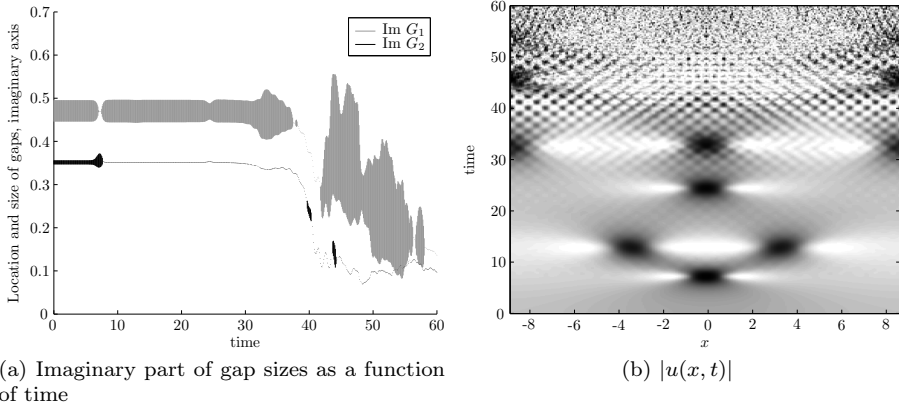 0.7
0.6
0.5
0.4
0.3
0.2
0.1
0
Location and size of gaps, imaginary axis
Im G1
Im G2
0 10 20 30 40 50 60
time
(a) Imaginary part of gap sizes as a function
of time
60
50
40
30
20
10
0
time
-8 -6 -4 -2 0 2 4 6 8
x
(b) |u(x, t)|